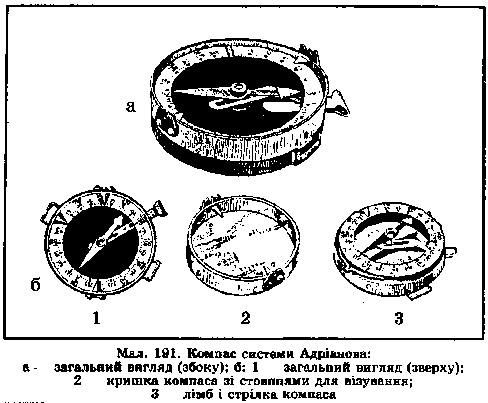 а
б
1 2 3
Мал. 191. Компас системи Адріанова:
а - загальний вигляд (збоку); б: 1 загальний вигляд (зверху);
2 кришка компаса зі стовпцями для візування;
3 лімб і стрілка компаса